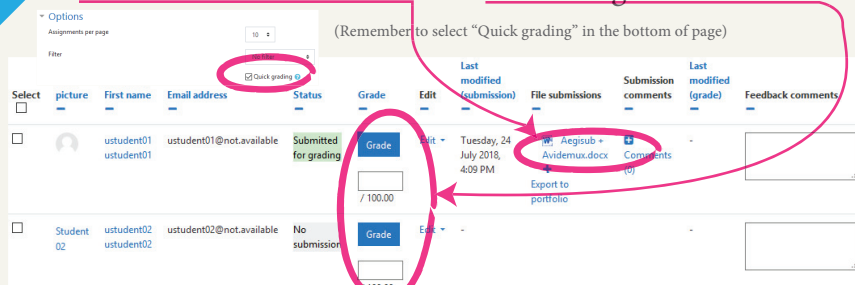 Options
Assignments per page
10
(Remember to select “Quick grading” in the bottom of page)
Filter
No filter
Quick grading
Select
picture
First name
Email address
Status
Grade
Edit
Last modified (submission)
File submissions
Submission comments
Last modified (grade)
Feedback comments
ustudent01 ustudent01
ustudent01@not.available
Submitted for grading
Grade
/ 100.00
Edit
Tuesday, 24 July 2018, 4:09 PM
Aegisub + Avidemux.docx
Export to portfolio
Comments (0)
-
Student 02
ustudent02 ustudent02
ustudent02@not.available
No submission
Grade
Edit
-
-